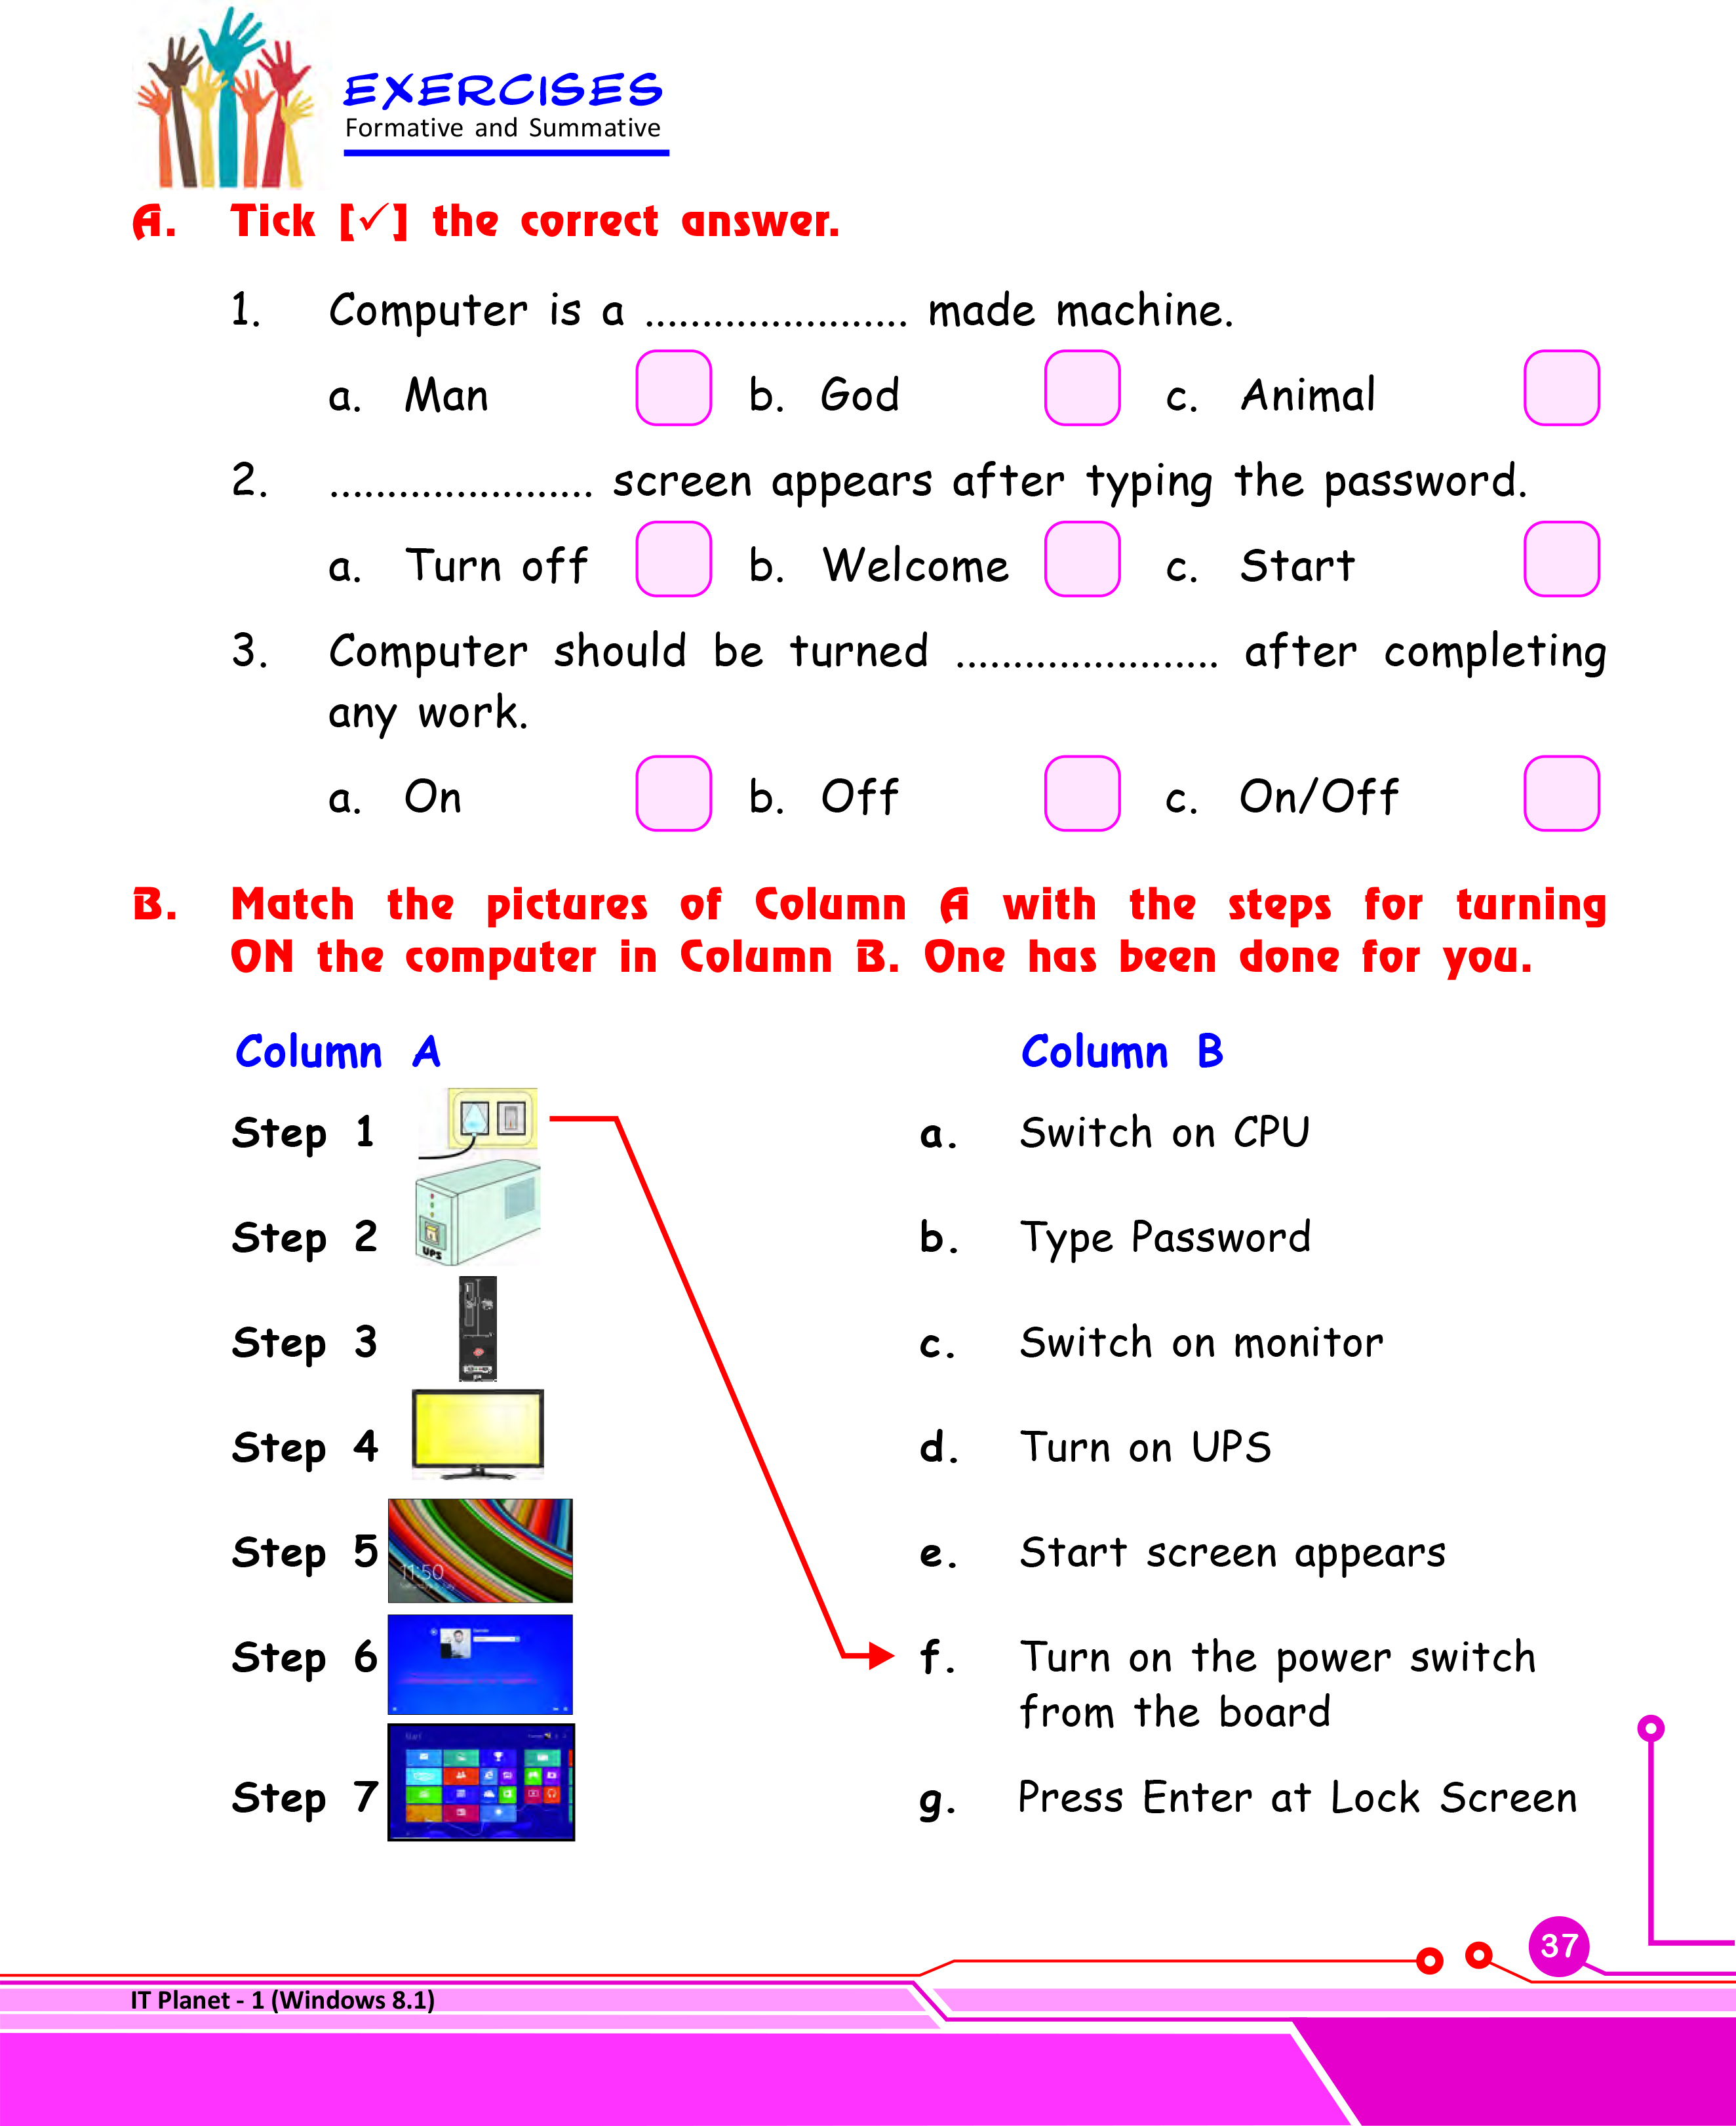 EXERCISES
Formative and Summative
A. Tick [✓] the correct answer.
1. Computer is a ....................... made machine.
a. Man b. God c. Animal
2. ....................... screen appears after typing the password.
a. Turn off b. Welcome c. Start
3. Computer should be turned ....................... after completing
any work.
a. On b. Off c. On/Off
B. Match the pictures of Column A with the steps for turning
ON the computer in Column B. One has been done for you.
Column A Column B
Step 1 a. Switch on CPU
UPS
Step 2 b. Type Password
Step 3 c. Switch on monitor
Step 4 d. Turn on UPS
Step 5 e. Start screen appears
11:50
Step 6 f. Turn on the power switch
from the board
Start
Step 7 g. Press Enter at Lock Screen
37
IT Planet - 1 (Windows 8.1)